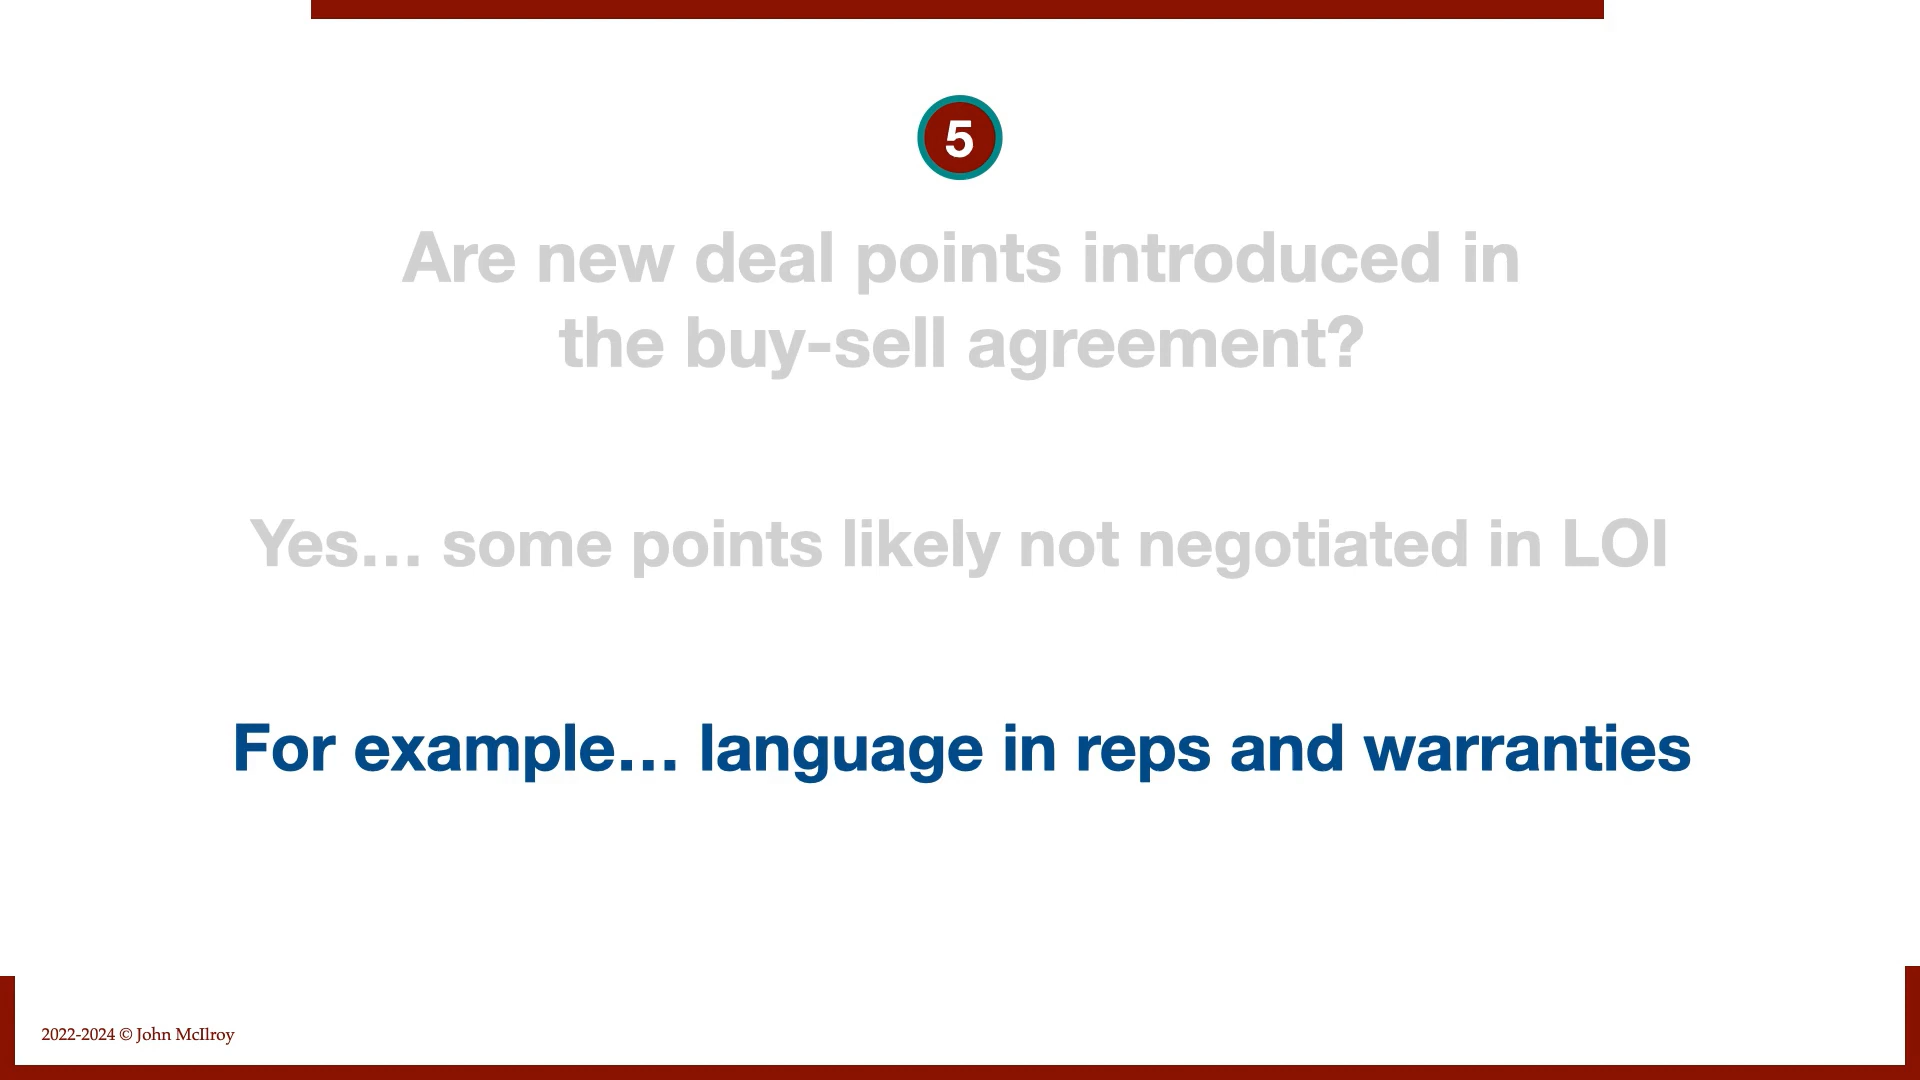 5
Are new deal points introduced in
the buy-sell agreement?
Yes… some points likely not negotiated in LOI
For example… language in reps and warranties
2022-2024 © John McIlroy